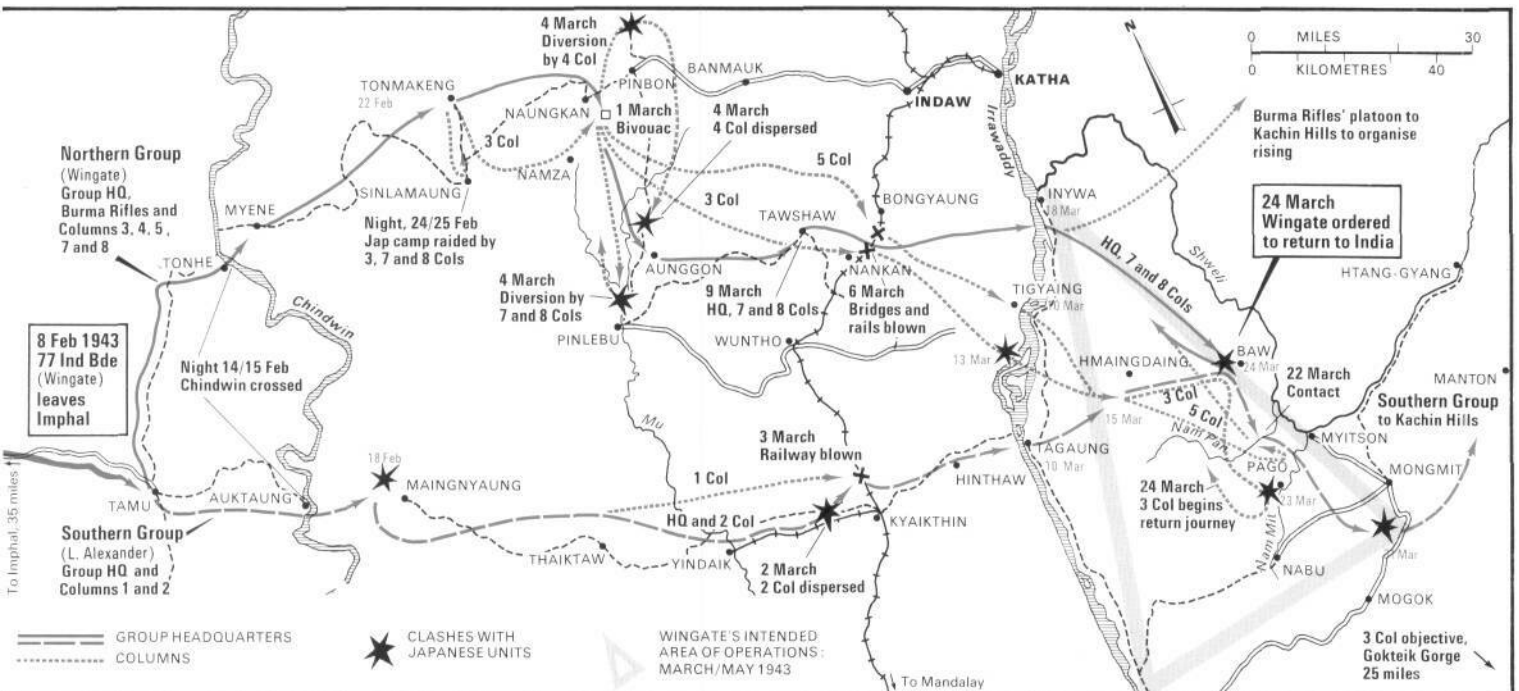 4 March
Diversion
by 4 Col
PINBON
BANMAUK
INDAW
KATHA
N
0 MILES 30
0 KILOMETRES 40
TONMAKENG
22 Feb
NAUNGKAN
1 March
Bivouac
4 March
4 Col dispersed
3 Col
NAMZA
SINLAMAUNG
Night, 24/25 Feb
Jap camp raided by
3, 7 and 8 Cols
Northern Group
(Wingate)
Group HQ,
Burma Rifles and
Columns 3, 4, 5,
7 and 8
MYENE
TONHE
Chindwin
5 Col
3 Col
BONGYAUNG
TAWSHAW
NANKAN
AUNGGON
Irrawaddy
Burma Rifles' platoon to
Kachin Hills to organise
rising
INYWA
18 Mar
24 March
Wingate ordered
to return to India
HQ, 7 and 8 Cols
Shweli
HTANG-GYANG
4 March
Diversion by
7 and 8 Cols
PINLEBU
9 March
HQ, 7 and 8 Cols
6 March
Bridges and
rails blown
TIGYAING
10 Mar
WUNTHO
13 Mar
HMAINGDAING
BAW
24 Mar
22 March
Contact
MANTON
8 Feb 1943
77 Ind Bde
(Wingate)
leaves
Imphal
Night 14/15 Feb
Chindwin crossed
Mu
3 Col
5 Col
15 Mar
Nam Pan
Southern Group
to Kachin Hills
MYITSON
MONGMIT
To Imphal, 35 miles
TAMU
AUKTAUNG
18 Feb
MAINGNYAUNG
1 Col
3 March
Railway blown
TAGAUNG
10 Mar
HINTHAW
PAGO
23 Mar
24 March
3 Col begins
return journey
Southern Group
(L. Alexander)
Group HQ and
Columns 1 and 2
HQ and 2 Col
KYAIKTHIN
THAIKTAW
YINDAIK
2 March
2 Col dispersed
Nam Mit
NABU
Mar
MOGOK
GROUP HEADQUARTERS
COLUMNS
CLASHES WITH
JAPANESE UNITS
WINGATE'S INTENDED
AREA OF OPERATIONS:
MARCH/MAY 1943
To Mandalay
3 Col objective,
Gokteik Gorge
25 miles